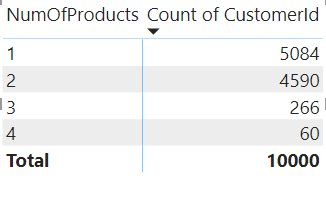 NumOfProducts Count of CustomerId
1 5084
2 4590
3 266
4 60
Total 10000